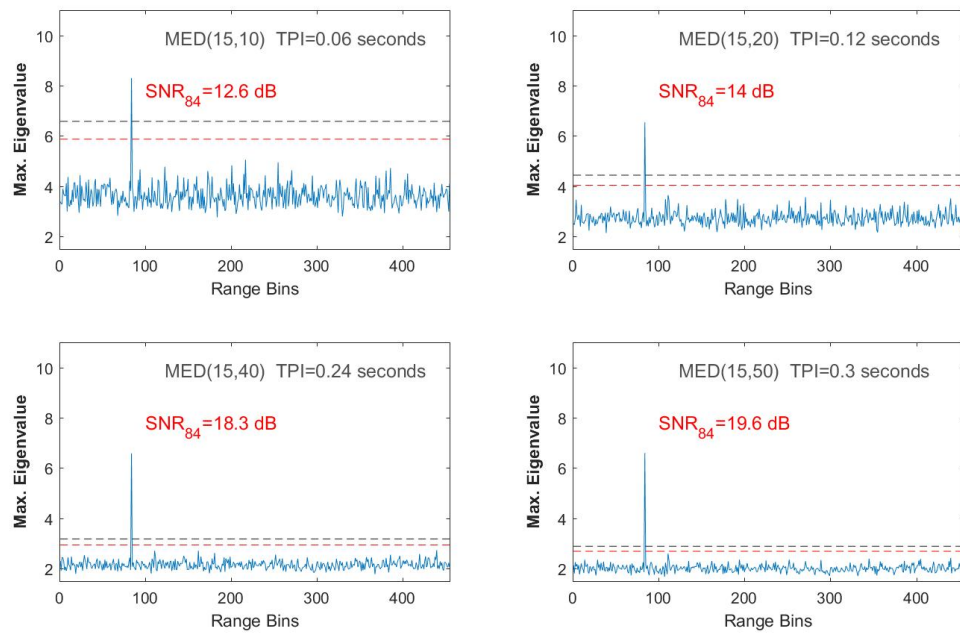 MED(15,10) TPI=0.06 seconds
SNR84=12.6 dB
Max. Eigenvalue
10
8
6
4
2
0 100 200 300 400
Range Bins
MED(15,20) TPI=0.12 seconds
SNR84=14 dB
Max. Eigenvalue
10
8
6
4
2
0 100 200 300 400
Range Bins
MED(15,40) TPI=0.24 seconds
SNR84=18.3 dB
Max. Eigenvalue
10
8
6
4
2
0 100 200 300 400
Range Bins
MED(15,50) TPI=0.3 seconds
SNR84=19.6 dB
Max. Eigenvalue
10
8
6
4
2
0 100 200 300 400
Range Bins